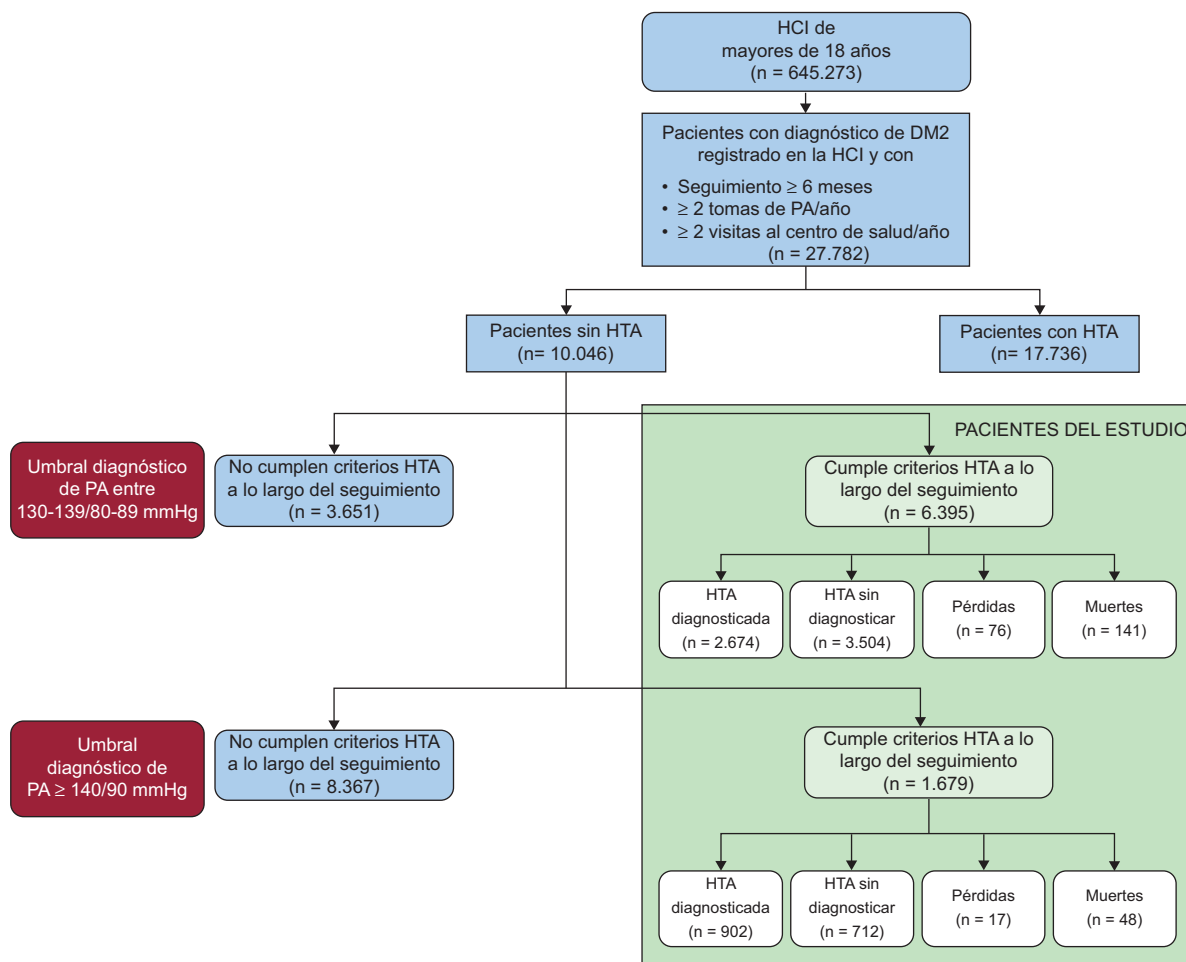 HCI de
mayores de 18 años
(n = 645.273)
Pacientes con diagnóstico de DM2
registrado en la HCI y con
• Seguimiento ≥ 6 meses
• ≥ 2 tomas de PA/año
• ≥ 2 visitas al centro de salud/año
(n = 27.782)
Pacientes sin HTA
(n= 10.046)
Pacientes con HTA
(n= 17.736)
PACIENTES DEL ESTUDIO
Umbral diagnóstico
de PA entre
130-139/80-89 mmHg
No cumplen criterios HTA
a lo largo del seguimiento
(n = 3.651)
Cumple criterios HTA a lo
largo del seguimiento
(n = 6.395)
HTA
diagnosticada
(n = 2.674)
HTA sin
diagnosticar
(n = 3.504)
Pérdidas
(n = 76)
Muertes
(n = 141)
Umbral
diagnóstico de
PA ≥ 140/90 mmHg
No cumplen criterios HTA
a lo largo del seguimiento
(n = 8.367)
Cumple criterios HTA a lo
largo del seguimiento
(n = 1.679)
HTA
diagnosticada
(n = 902)
HTA sin
diagnosticar
(n = 712)
Pérdidas
(n = 17)
Muertes
(n = 48)